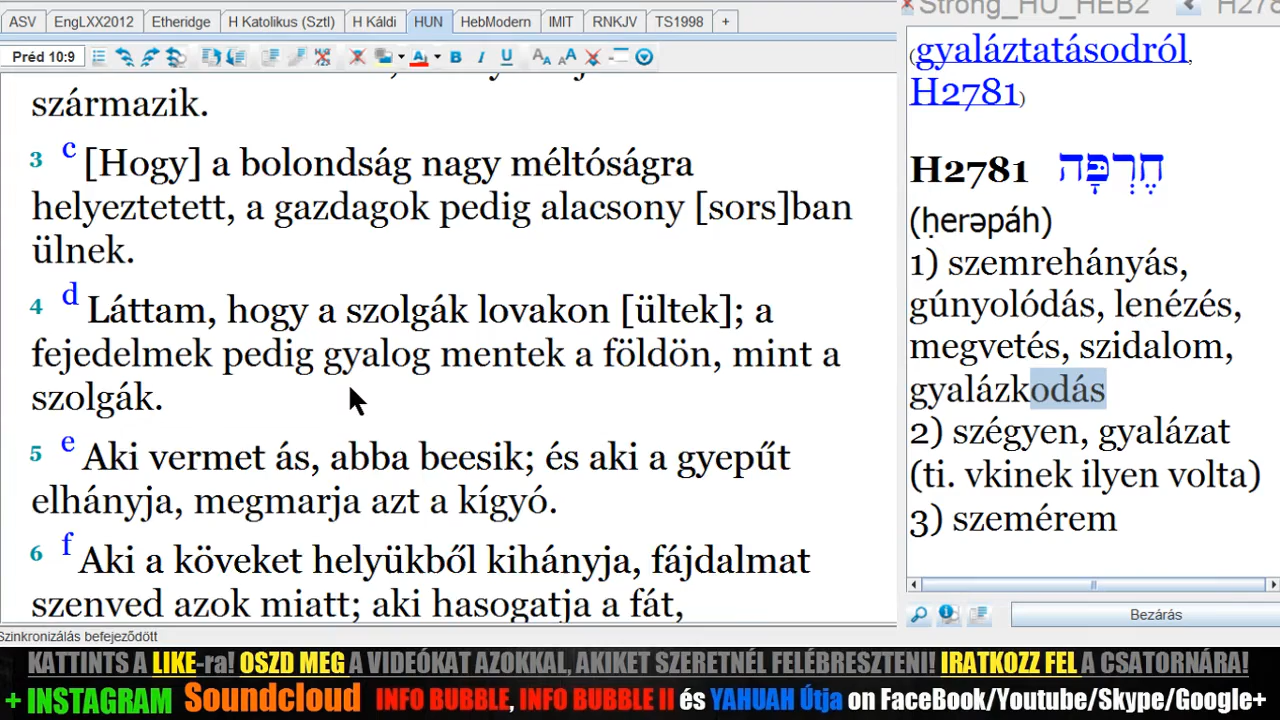 ASV EngLXX2012 Etheridge H Katolikus (Sztl) H Káldi HUN HebModern IMIT RNKJV TS1998 +
Préd 10:9
származik.
3 c [Hogy] a bolondság nagy méltóságra
helyeztetett, a gazdagok pedig alacsony [sors]ban
ülnek.
4 d Láttam, hogy a szolgák lovakon [ültek]; a
fejedelmek pedig gyalog mentek a földön, mint a
szolgák.
5 e Aki vermet ás, abba beesik; és aki a gyepűt
elhányja, megmarja azt a kígyó.
6 f Aki a köveket helyükből kihányja, fájdalmat
szenved azok miatt; aki hasogatja a fát,
Szinkronizálás befejeződött
Strong_HU_HEB2
(gyaláztatásodról,
H2781)
H2781 חֶרְפָּה
(ḥerəpáh)
1) szemrehányás,
gúnyolódás, lenézés,
megvetés, szidalom,
gyalázkodás
2) szégyen, gyalázat
(ti. vkinek ilyen volta)
3) szemérem
Bezárás
KATTINTS A LIKE-ra! OSZD MEG A VIDEÓKAT AZOKKAL, AKIKET SZERETNÉL FELÉBRESZTENI! IRATKOZZ FEL A CSATORNÁRA!
+ INSTAGRAM Soundcloud INFO BUBBLE, INFO BUBBLE II és YAHUAH Útja on FaceBook/Youtube/Skype/Google+